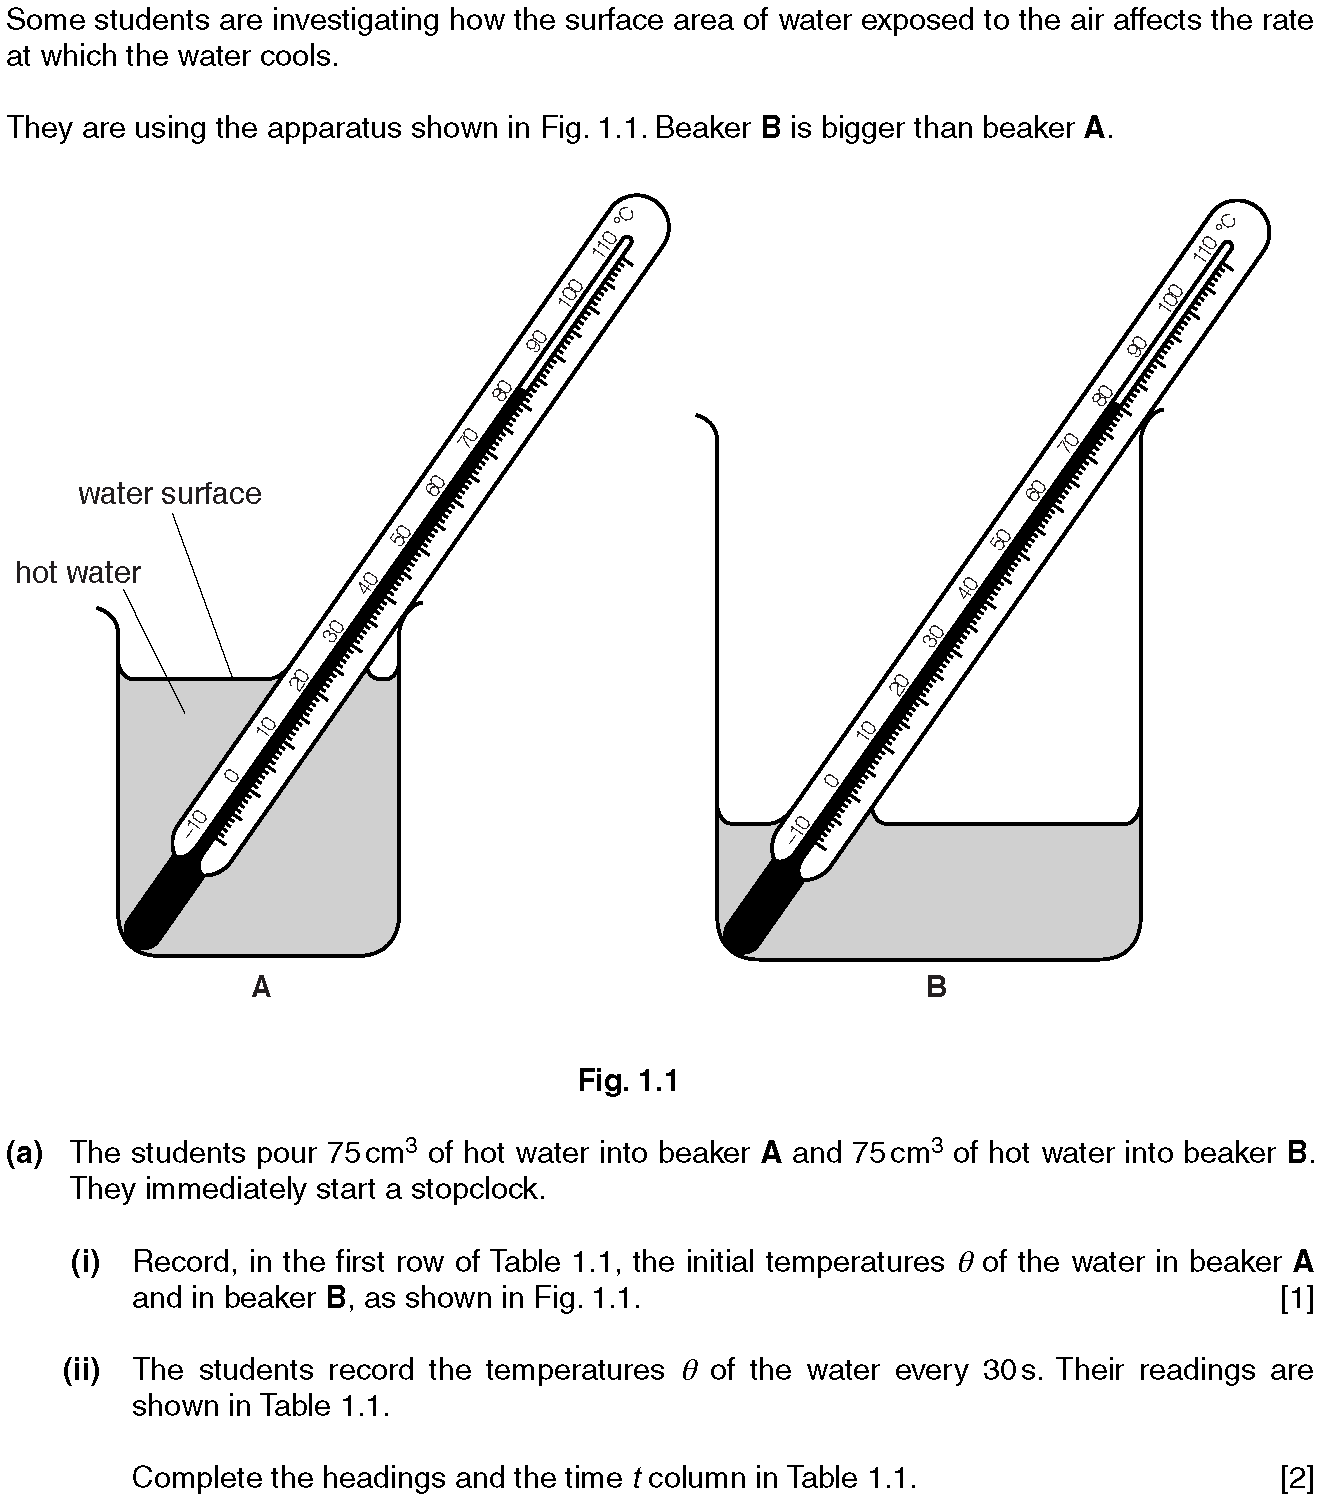 Some students are investigating how the surface area of water exposed to the air affects the rate
at which the water cools.
They are using the apparatus shown in Fig. 1.1. Beaker B is bigger than beaker A.
110 °C
100
90
80
70
60
50
40
30
20
10
0
–10
110 °C
100
90
80
70
60
50
40
30
20
10
0
–10
water surface
hot water
A
B
Fig. 1.1
(a) The students pour 75 cm³ of hot water into beaker A and 75 cm³ of hot water into beaker B.
They immediately start a stopclock.
(i) Record, in the first row of Table 1.1, the initial temperatures θ of the water in beaker A
and in beaker B, as shown in Fig. 1.1. [1]
(ii) The students record the temperatures θ of the water every 30 s. Their readings are
shown in Table 1.1.
Complete the headings and the time t column in Table 1.1. [2]